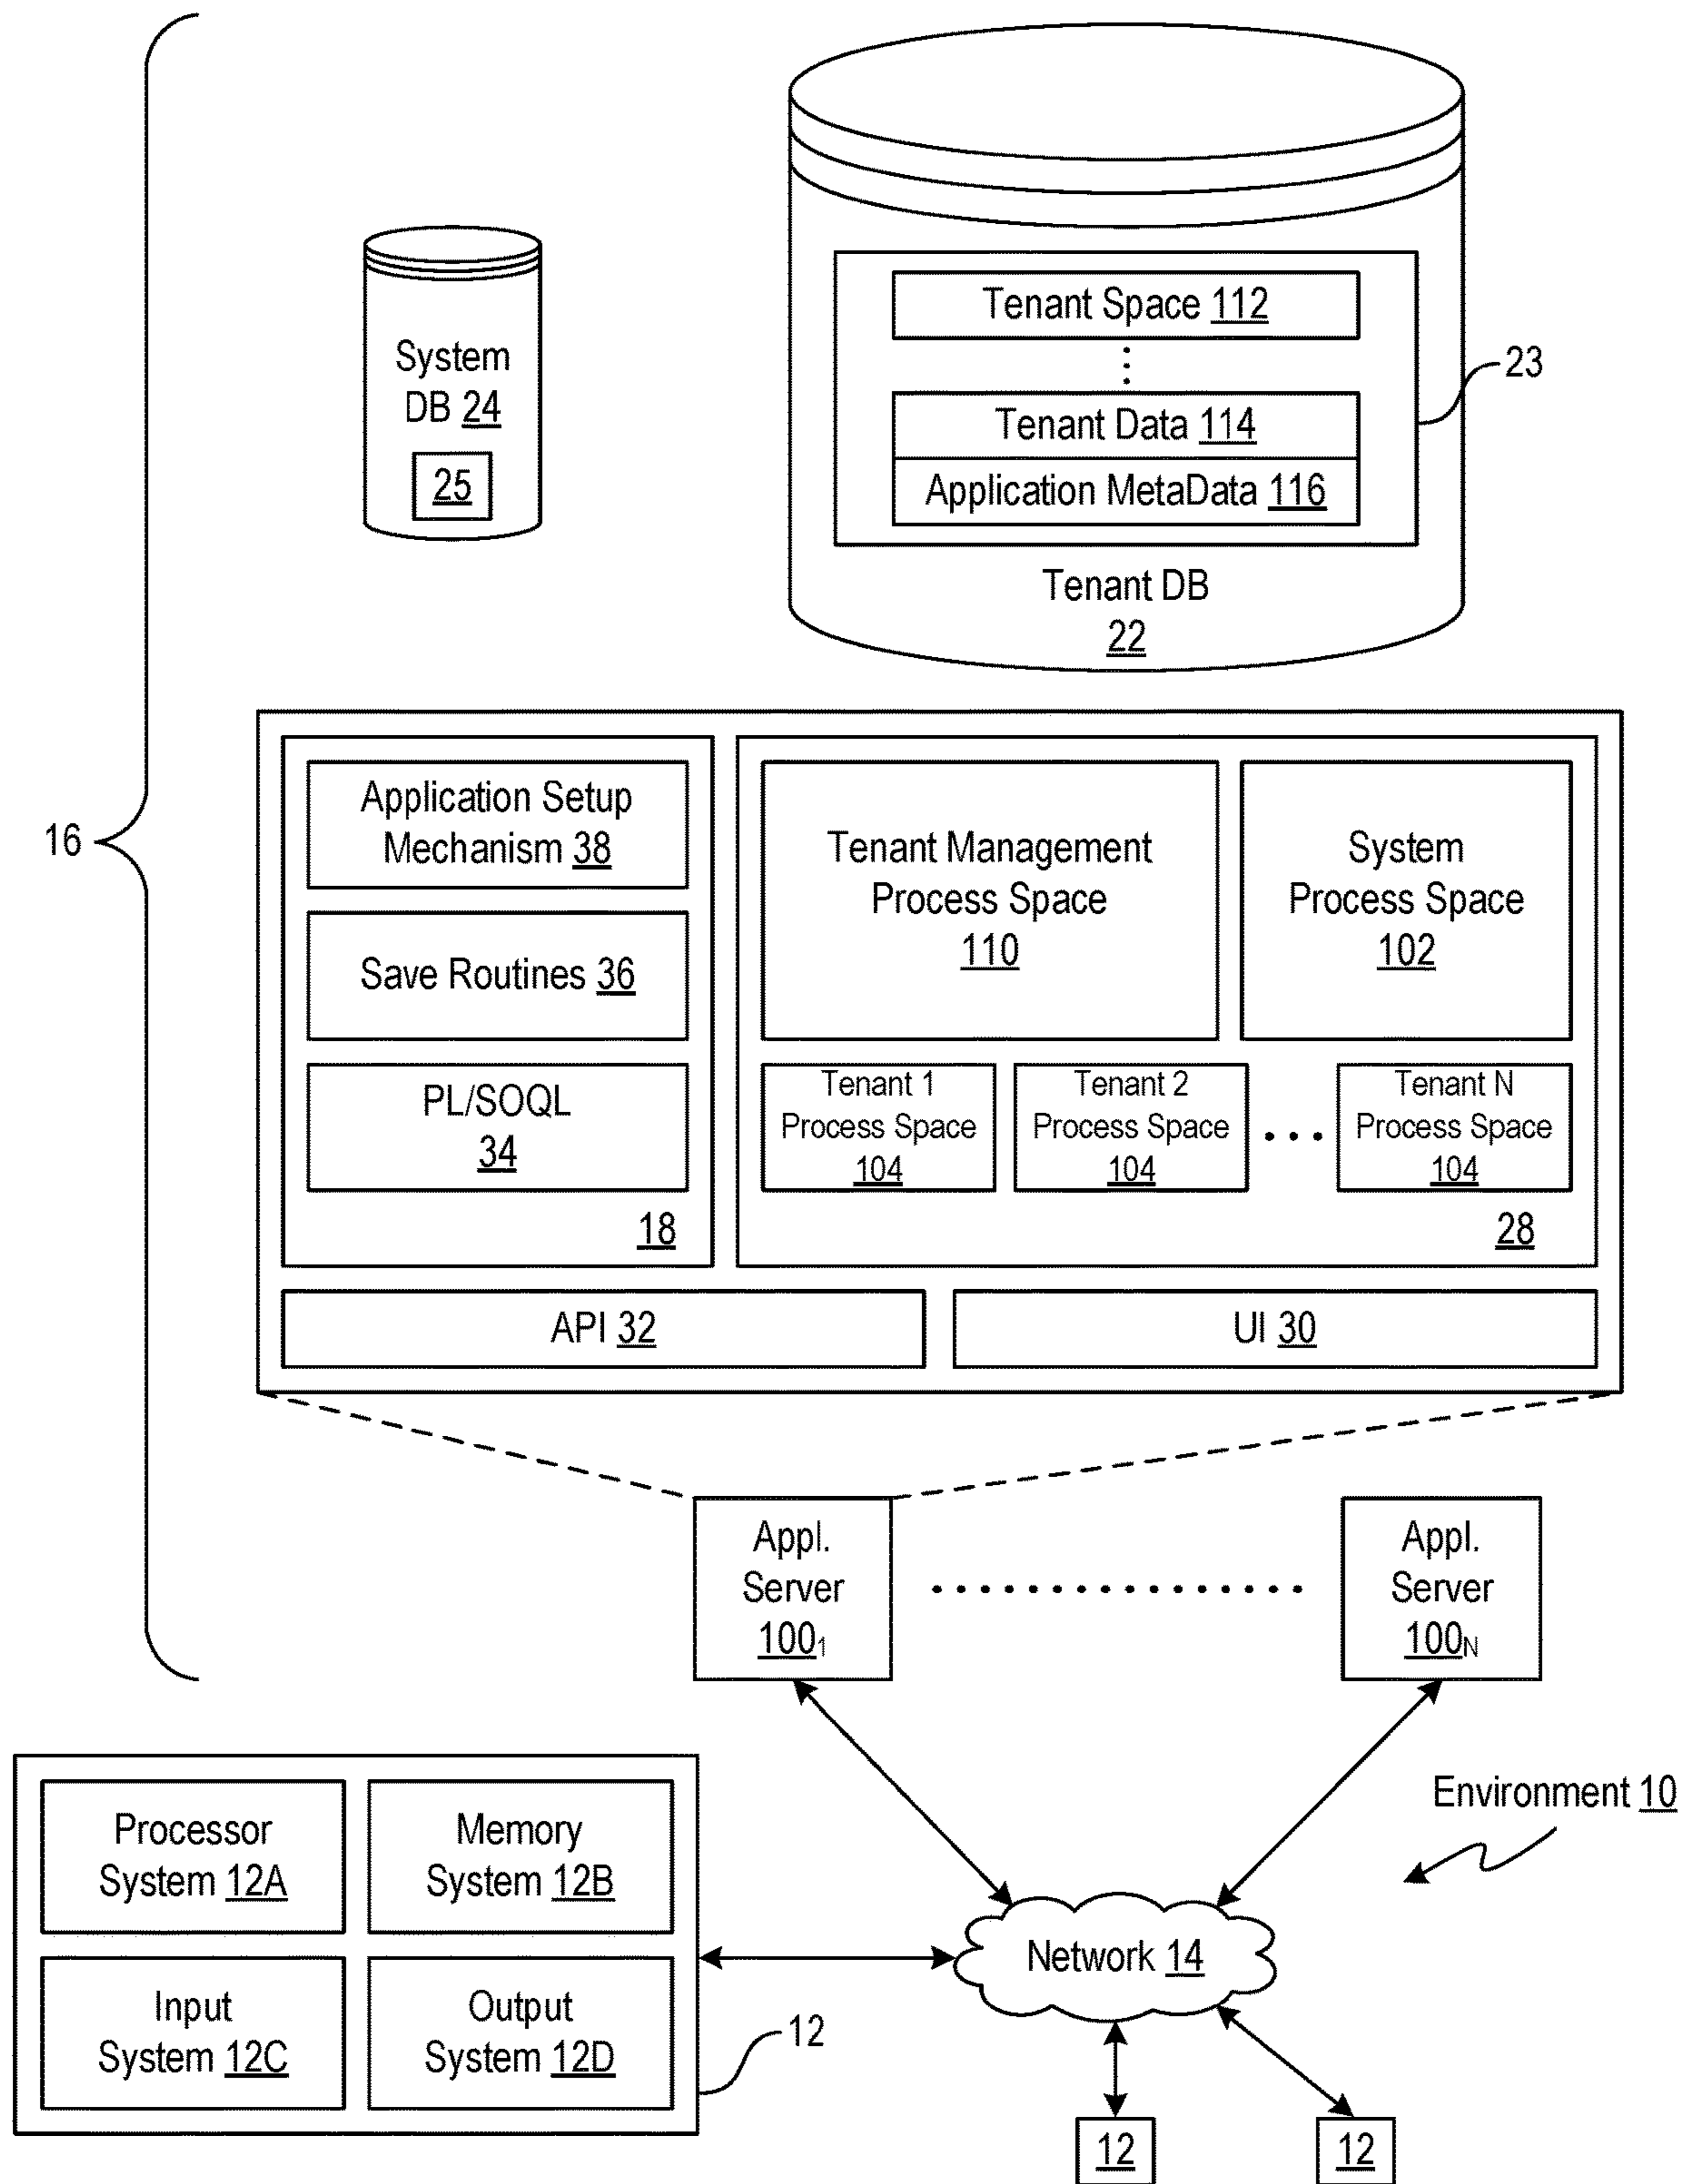 Tenant Space 112
23
System
DB 24
25
Tenant Data 114
Application MetaData 116
Tenant DB
22
16
Application Setup
Mechanism 38
Save Routines 36
PL/SOQL
34
18
Tenant Management
Process Space
110
System
Process Space
102
Tenant 1
Process Space
104
Tenant 2
Process Space
104
Tenant N
Process Space
104
28
API 32
UI 30
Appl.
Server
100₁
Appl.
Server
100N
Environment 10
Processor
System 12A
Memory
System 12B
Input
System 12C
Output
System 12D
12
Network 14
12
12